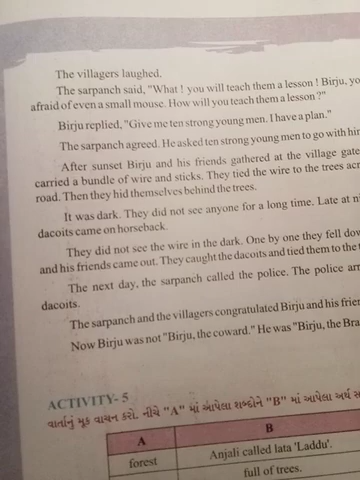 The villagers laughed.
The sarpanch said, "What ! you will teach them a lesson ! Birju,
afraid of even a small mouse. How will you teach them a lesson ?"
Birju replied, "Give me ten strong young men. I have a plan."
The sarpanch agreed. He asked ten strong young men to go with
After sunset Birju and his friends gathered at the village gate
carried a bundle of wire and sticks. They tied the wire to the trees
road. Then they hid themselves behind the trees.
It was dark. They did not see anyone for a long time. Late at
dacoits came on horseback.
They did not see the wire in the dark. One by one they fell
and his friends came out. They caught the dacoits and tied them to the
The next day, the sarpanch called the police. The police
dacoits.
The sarpanch and the villagers congratulated Birju and his
Now Birju was not "Birju, the coward." He was "Birju, the
ACTIVITY- 5
વાર્તાનું મૂક વાચન કરો. નીચે "A" માં આપેલા શબ્દોને "B" માં આપેલા અર્થ
A B
forest Anjali called lata 'Laddu'.
full of trees.